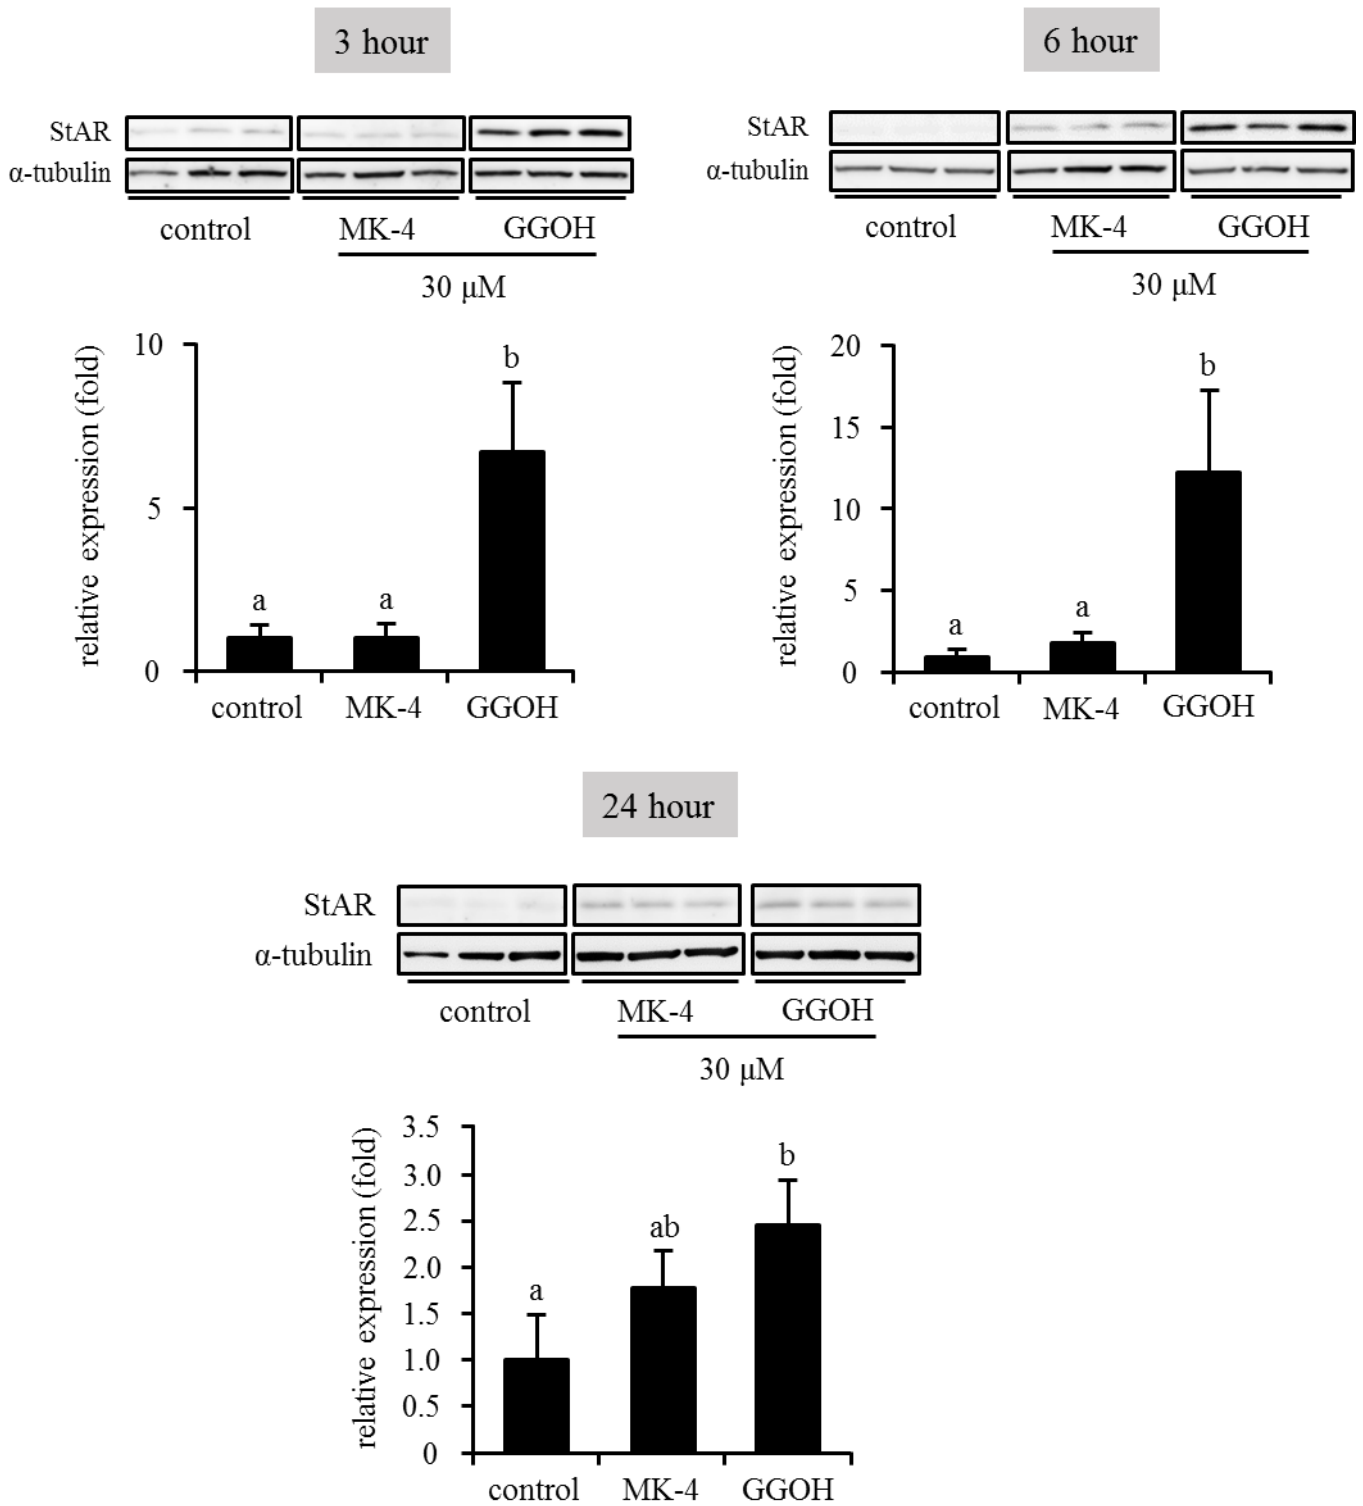 3 hour
StAR
α-tubulin
control MK-4 GGOH
30 μM
relative expression (fold)
10
5
0
a
a
b
control MK-4 GGOH
6 hour
StAR
α-tubulin
control MK-4 GGOH
30 μM
relative expression (fold)
20
15
10
5
0
a
a
b
control MK-4 GGOH
24 hour
StAR
α-tubulin
control MK-4 GGOH
30 μM
relative expression (fold)
3.5
3.0
2.5
2.0
1.5
1.0
0.5
0
a
ab
b
control MK-4 GGOH